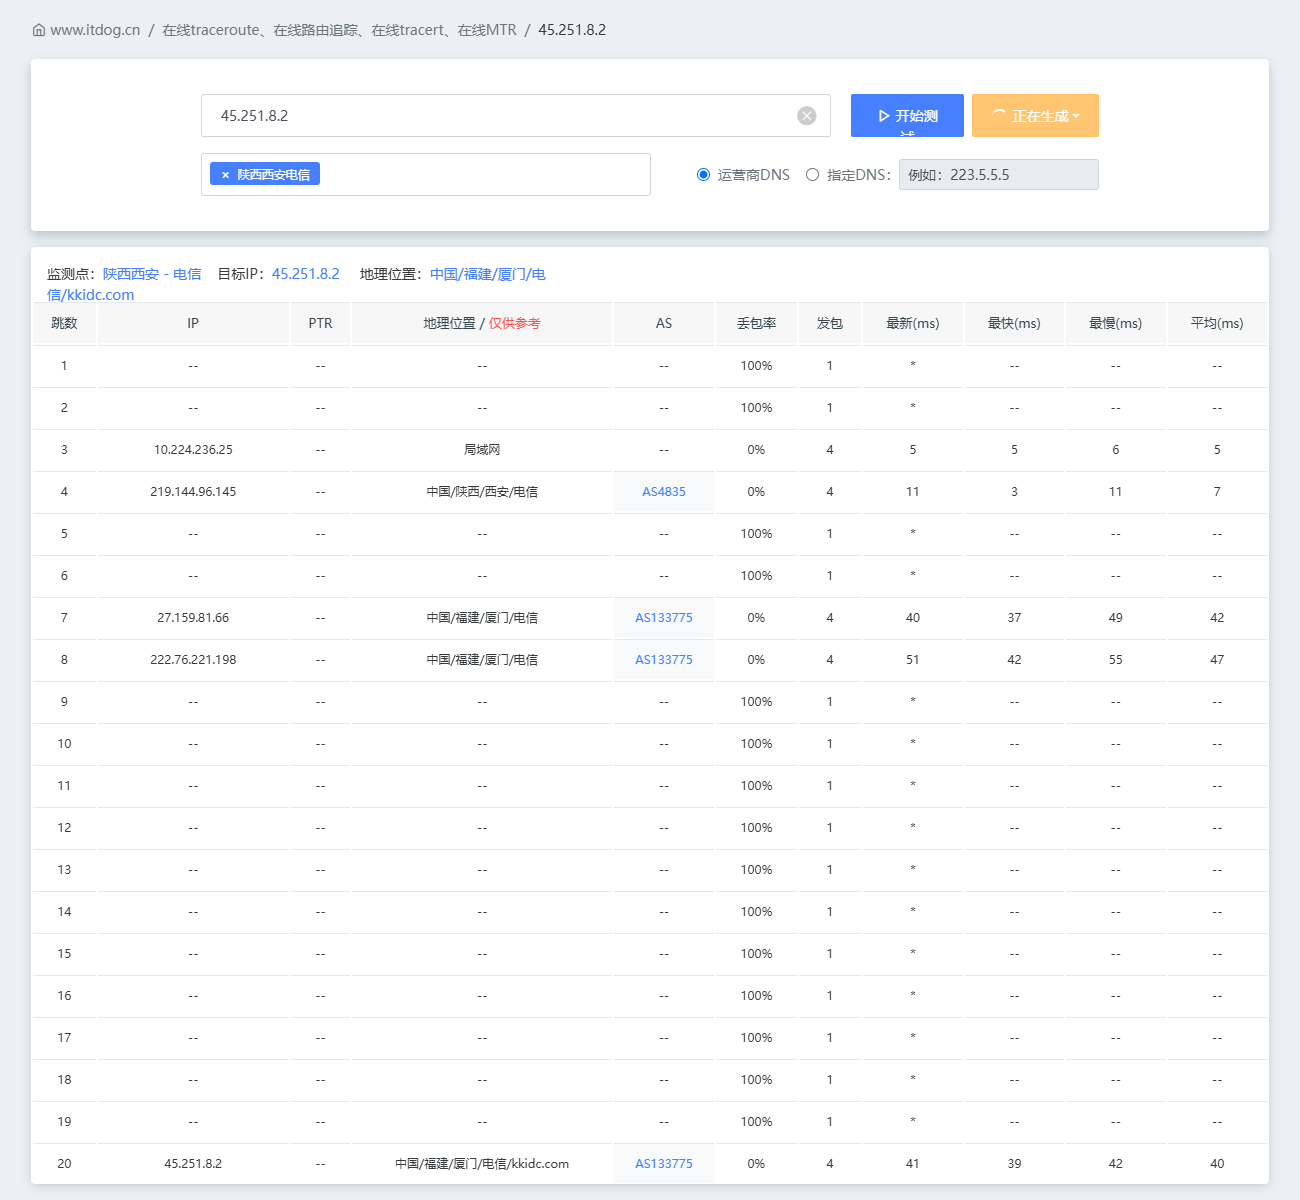 www.itdog.cn / 在线traceroute、在线路由追踪、在线tracert、在线MTR / 45.251.8.2
45.251.8.2
开始测试
正在生成
× 陕西西安电信
运营商DNS 指定DNS: 例如：223.5.5.5
监测点：陕西西安 - 电信 目标IP：45.251.8.2 地理位置：中国/福建/厦门/电
信/kkidc.com
跳数 IP PTR 地理位置 / 仅供参考 AS 丢包率 发包 最新(ms) 最快(ms) 最慢(ms) 平均(ms)
1 -- -- -- -- 100% 1 * -- -- --
2 -- -- -- -- 100% 1 * -- -- --
3 10.224.236.25 -- 局域网 -- 0% 4 5 5 6 5
4 219.144.96.145 -- 中国/陕西/西安/电信 AS4835 0% 4 11 3 11 7
5 -- -- -- -- 100% 1 * -- -- --
6 -- -- -- -- 100% 1 * -- -- --
7 27.159.81.66 -- 中国/福建/厦门/电信 AS133775 0% 4 40 37 49 42
8 222.76.221.198 -- 中国/福建/厦门/电信 AS133775 0% 4 51 42 55 47
9 -- -- -- -- 100% 1 * -- -- --
10 -- -- -- -- 100% 1 * -- -- --
11 -- -- -- -- 100% 1 * -- -- --
12 -- -- -- -- 100% 1 * -- -- --
13 -- -- -- -- 100% 1 * -- -- --
14 -- -- -- -- 100% 1 * -- -- --
15 -- -- -- -- 100% 1 * -- -- --
16 -- -- -- -- 100% 1 * -- -- --
17 -- -- -- -- 100% 1 * -- -- --
18 -- -- -- -- 100% 1 * -- -- --
19 -- -- -- -- 100% 1 * -- -- --
20 45.251.8.2 -- 中国/福建/厦门/电信/kkidc.com AS133775 0% 4 41 39 42 40